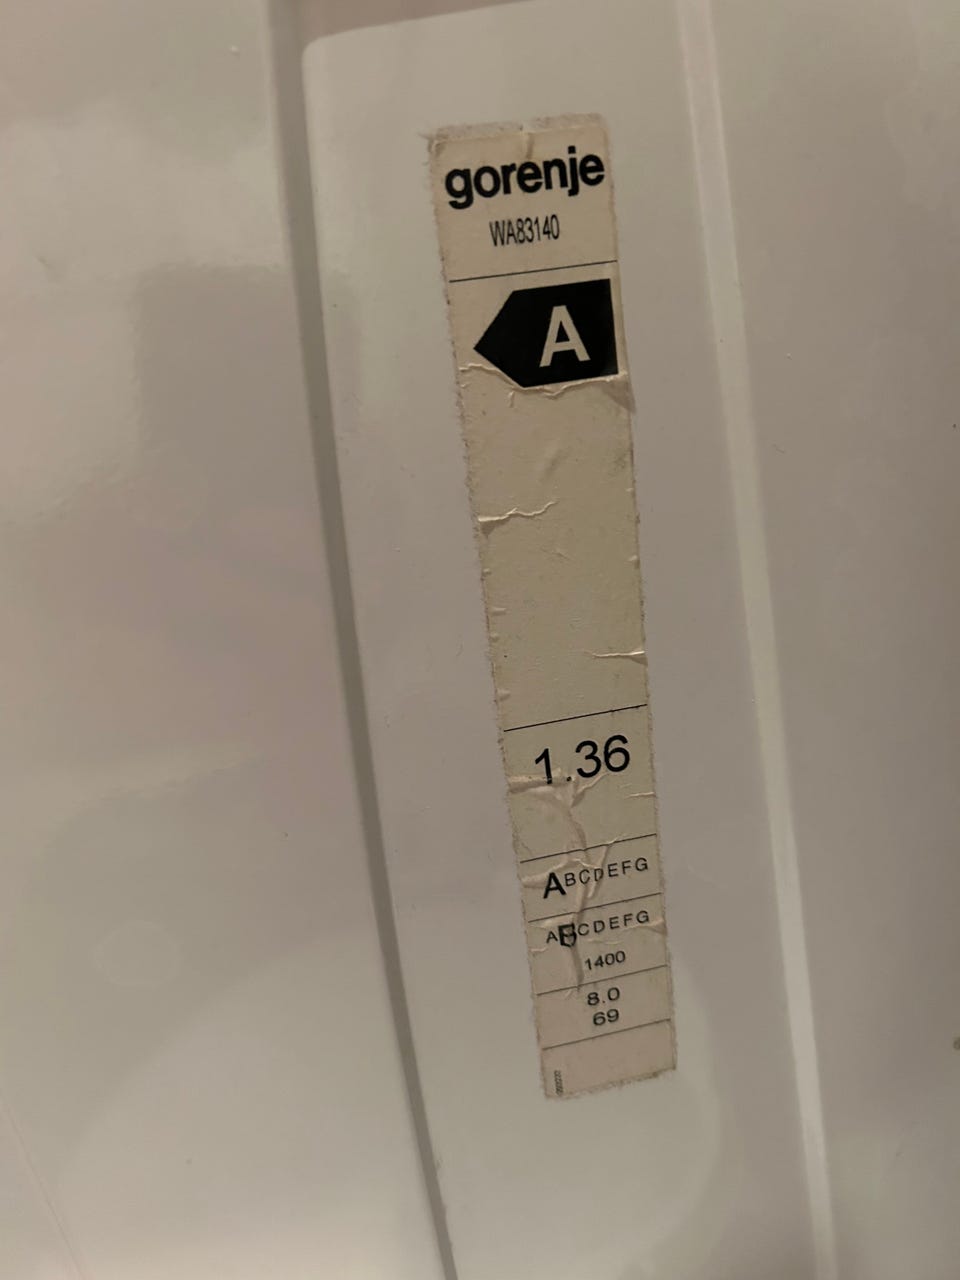 gorenje
WA83140
A
1.36
ABCDEFG
ABCDEFG
1400
8.0
69